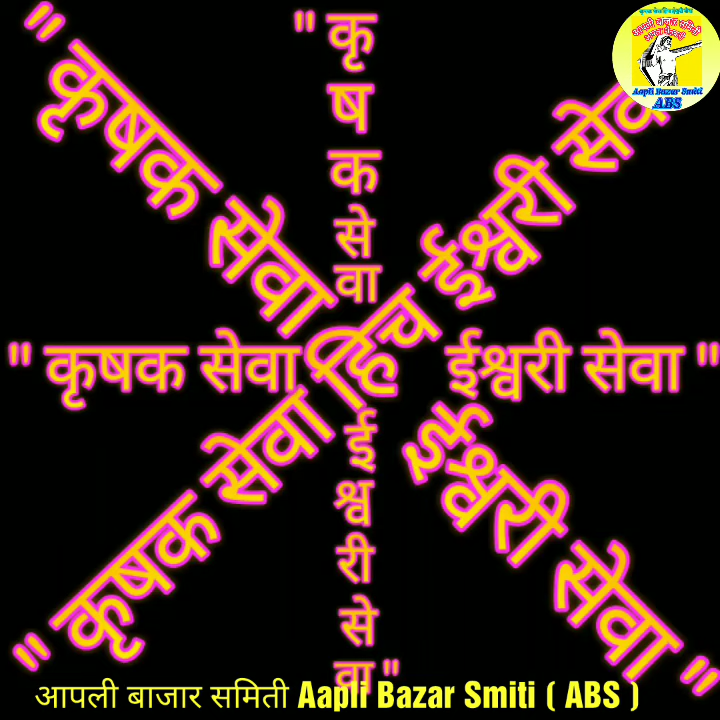 " कृषक सेवा हिच ईश्वरी सेवा "
" कृषक सेवा ईश्वरी सेवा "
" कृषक सेवा ईश्वरी सेवा "
" कृषक सेवा ईश्वरी सेवा "
Aapli Bazar Smiti
ABS
आपली बाजार समिती Aapli Bazar Smiti ( ABS )